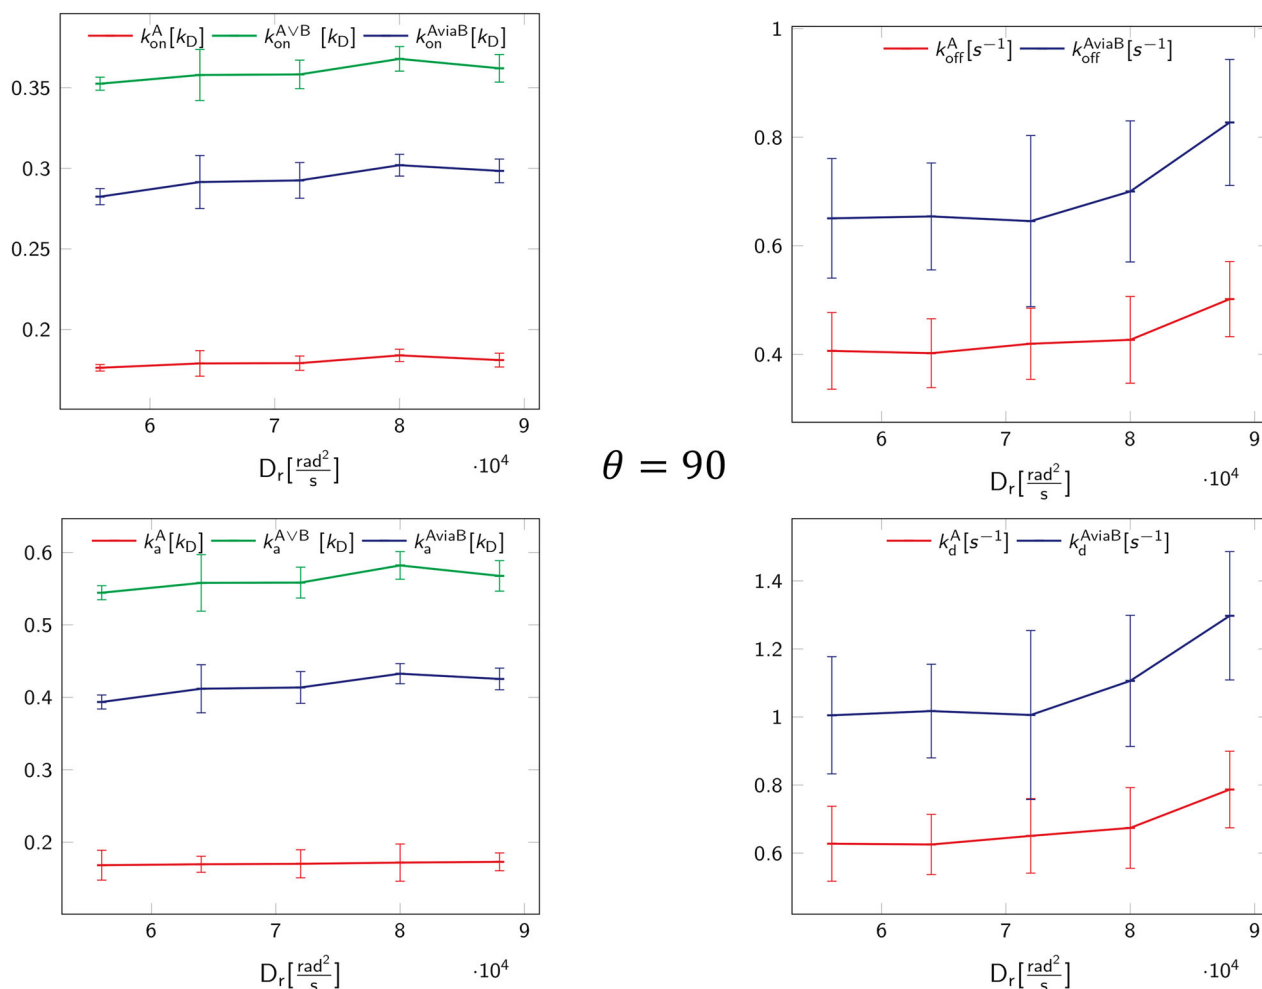 k_on^A[k_D] k_on^A∨B [k_D] k_on^AviaB[k_D]
0.35
0.3
0.25
0.2
6 7 8 9
D_r[rad²/s] ·10⁴
k_off^A[s⁻¹] k_off^AviaB[s⁻¹]
1
0.8
0.6
0.4
6 7 8 9
D_r[rad²/s] ·10⁴
θ = 90
k_a^A[k_D] k_a^A∨B [k_D] k_a^AviaB[k_D]
0.6
0.5
0.4
0.3
0.2
6 7 8 9
D_r[rad²/s] ·10⁴
k_d^A[s⁻¹] k_d^AviaB[s⁻¹]
1.4
1.2
1
0.8
0.6
6 7 8 9
D_r[rad²/s] ·10⁴